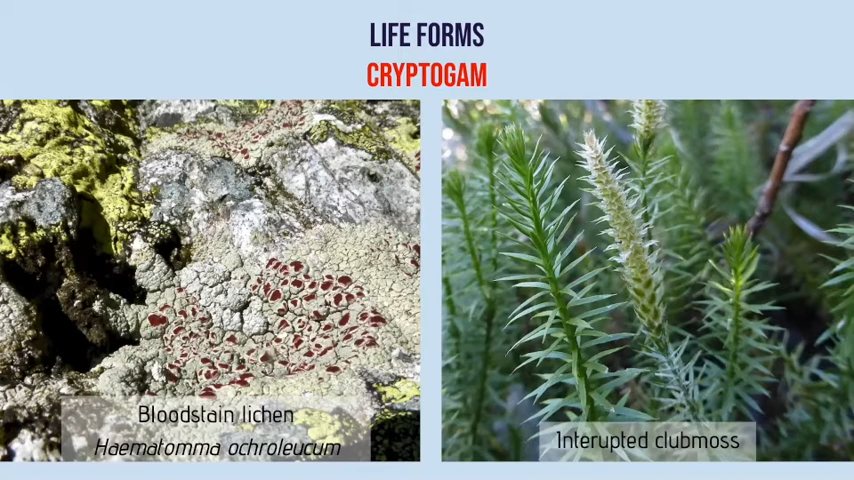 LIFE FORMS
CRYPTOGAM
Bloodstain lichen
Haematomma ochroleucum
Interupted clubmoss